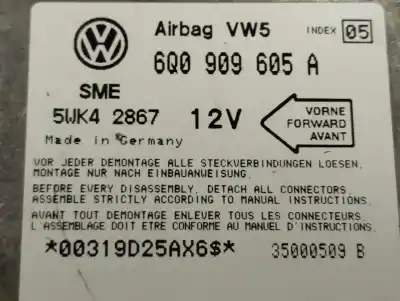 Airbag VW5 INDEX 05
6Q0 909 605 A
SME
5WK4 2867 12V
VORNE
FORWARD
AVANT
Made in Germany
VOR JEDER DEMONTAGE ALLE STECKVERBINDUNGEN LOESEN,
MONTAGE NUR NACH EINBAUANWEISUNG.
BEFORE EVERY DISASSEMBLY, DETACH ALL CONNECTORS.
ASSEMBLE STRICTLY ACCORDING TO MANUAL INSTRUCTIONS.
AVANT TOUT DEMONTAGE ENLEVER TOUS LES CONNECTEURS.
L'ASSEMBLAGE DOIT ETRE CONFORME AU MANUEL D'INSTRUCTIONS.
*00319D25AX6$* 35000509 B